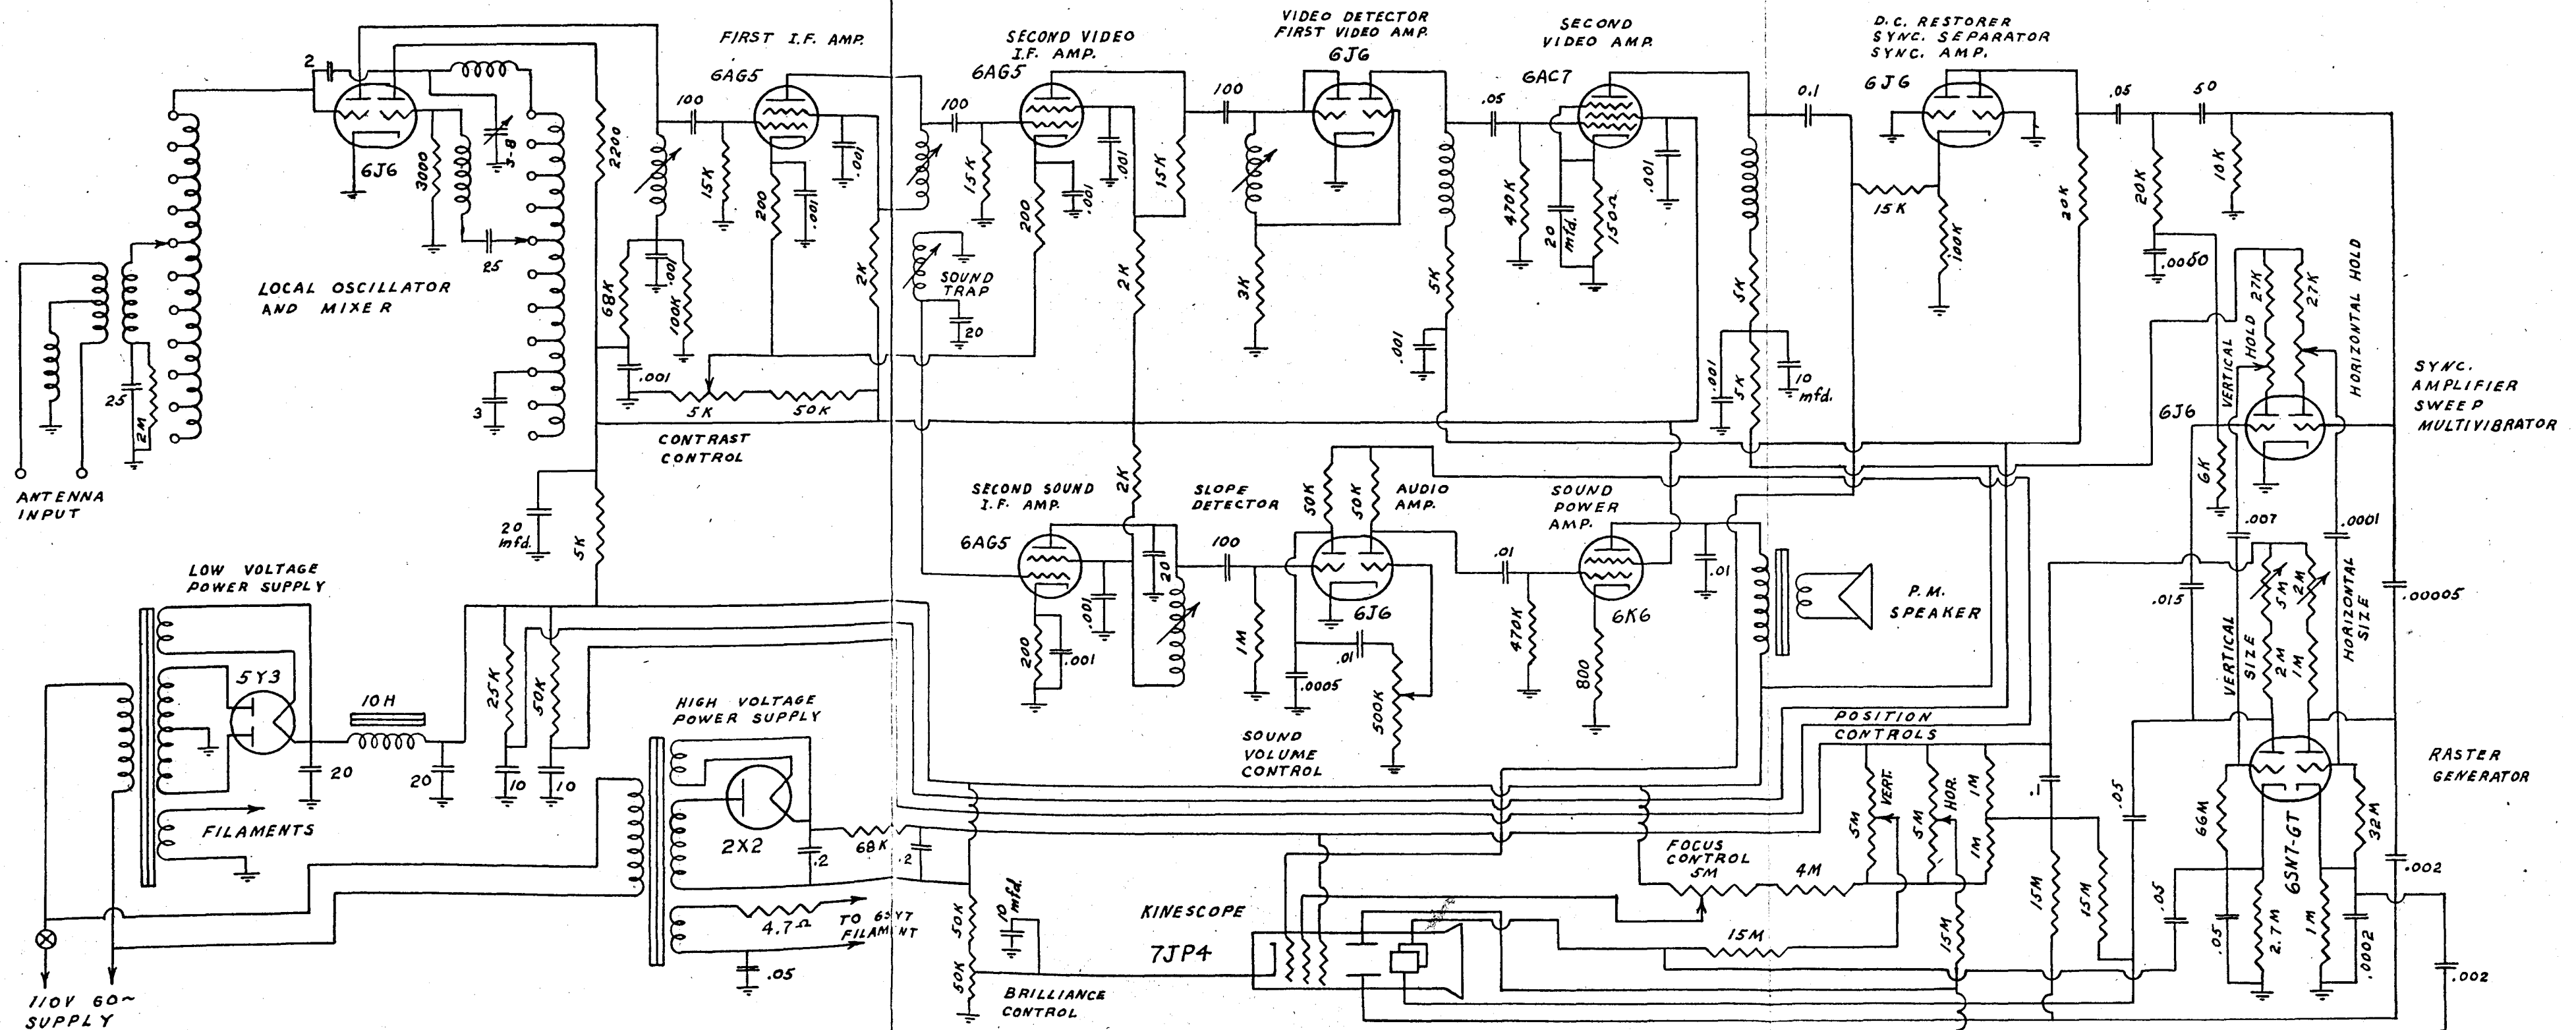 VIDEO DETECTOR
FIRST VIDEO AMP.
6J6
SECOND
VIDEO AMP.
6AC7
D.C. RESTORER
SYNC. SEPARATOR
SYNC. AMP.
6J6
FIRST I.F. AMP.
6AG5
SECOND VIDEO
I.F. AMP.
6AG5
2
6J6
3000
3-8
2200
100
15K
200
.001
.001
100
15K
200
.001
.001
15K
100
.05
470K
20
mfd.
150Ω
.001
0.1
15K
100K
20K
.05
50
20K
10K
.0050
25
LOCAL OSCILLATOR
AND MIXER
68K
.001
100K
2K
SOUND
TRAP
20
2K
3K
5K
.001
5K
.001
5K
10
mfd.
27K
27K
VERTICAL
HOLD
HORIZONTAL HOLD
6J6
SYNC.
AMPLIFIER
SWEEP
MULTIVIBRATOR
25
2M
3
.001
5K
50K
CONTRAST
CONTROL
ANTENNA
INPUT
20
mfd.
5K
2K
SECOND SOUND
I.F. AMP.
6AG5
SLOPE
DETECTOR
50K
50K
AUDIO
AMP.
SOUND
POWER
AMP.
6K
.007
.0001
.015
5M
2M
2M
1M
VERTICAL
SIZE
HORIZONTAL
SIZE
.00005
LOW VOLTAGE
POWER SUPPLY
5Y3
10H
20
20
25K
50K
10
10
FILAMENTS
200
.001
.001
20
100
1M
6J6
.0005
.01
500K
SOUND
VOLUME
CONTROL
.01
470K
6K6
800
.01
P.M.
SPEAKER
HIGH VOLTAGE
POWER SUPPLY
2X2
68K
.2
.2
4.7Ω
.05
FILAMENT
110V 60~
SUPPLY
50K
50K
10
mfd.
BRILLIANCE
CONTROL
KINESCOPE
7JP4
POSITION
CONTROLS
5M
VERT.
5M
HOR.
1M
1M
.1
FOCUS
CONTROL
5M
4M
15M
15M
15M
15M
.05
.05
66M
.05
2.7M
6SN7-GT
1M
32M
.0002
.002
.002
RASTER
GENERATOR